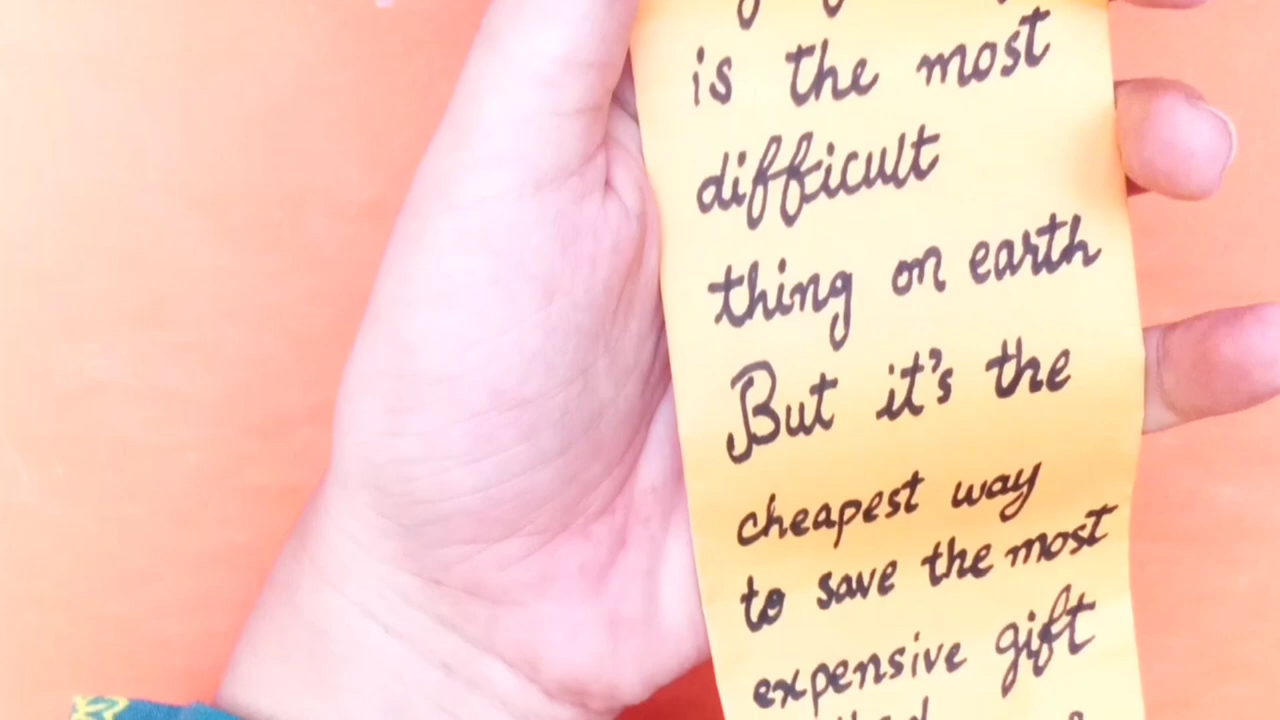 is the most
difficult
thing on earth
But it's the
cheapest way
to save the most
expensive gift